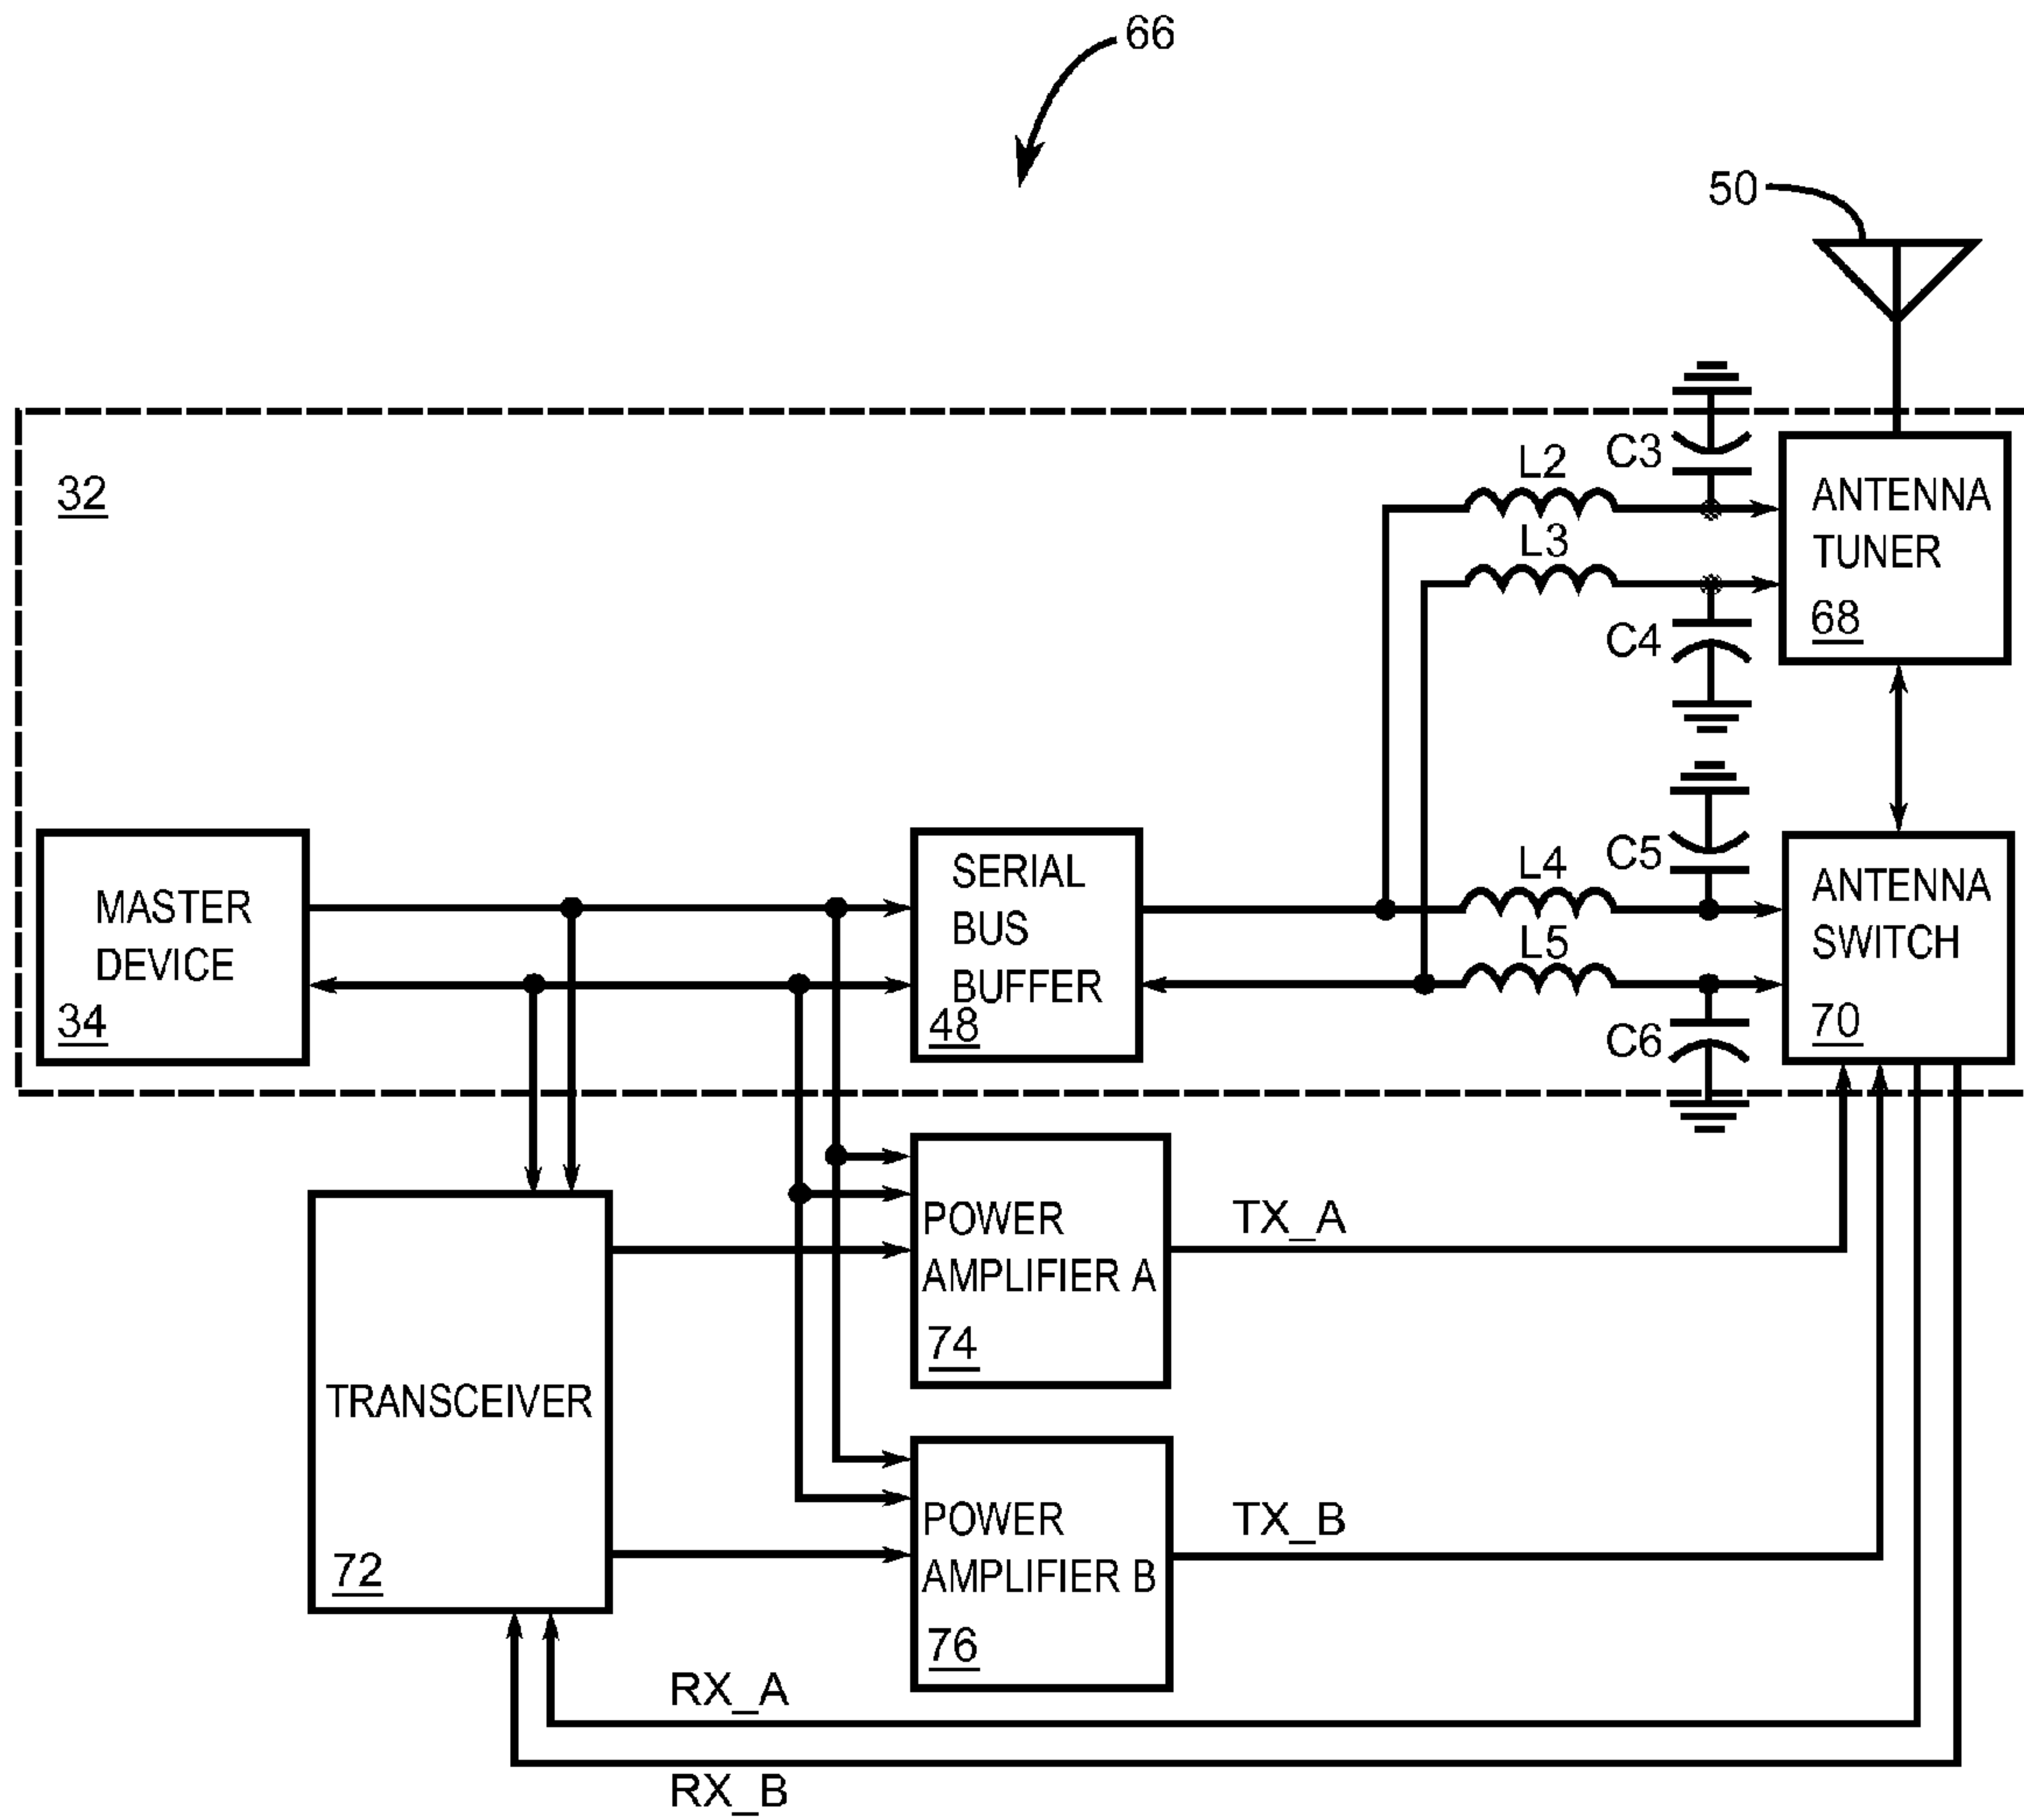 66
50
32
L2
C3
L3
C4
ANTENNA
TUNER
68
MASTER
DEVICE
34
SERIAL
BUS
BUFFER
48
L4
C5
L5
C6
ANTENNA
SWITCH
70
TRANSCEIVER
72
POWER
AMPLIFIER A
74
TX_A
POWER
AMPLIFIER B
76
TX_B
RX_A
RX_B